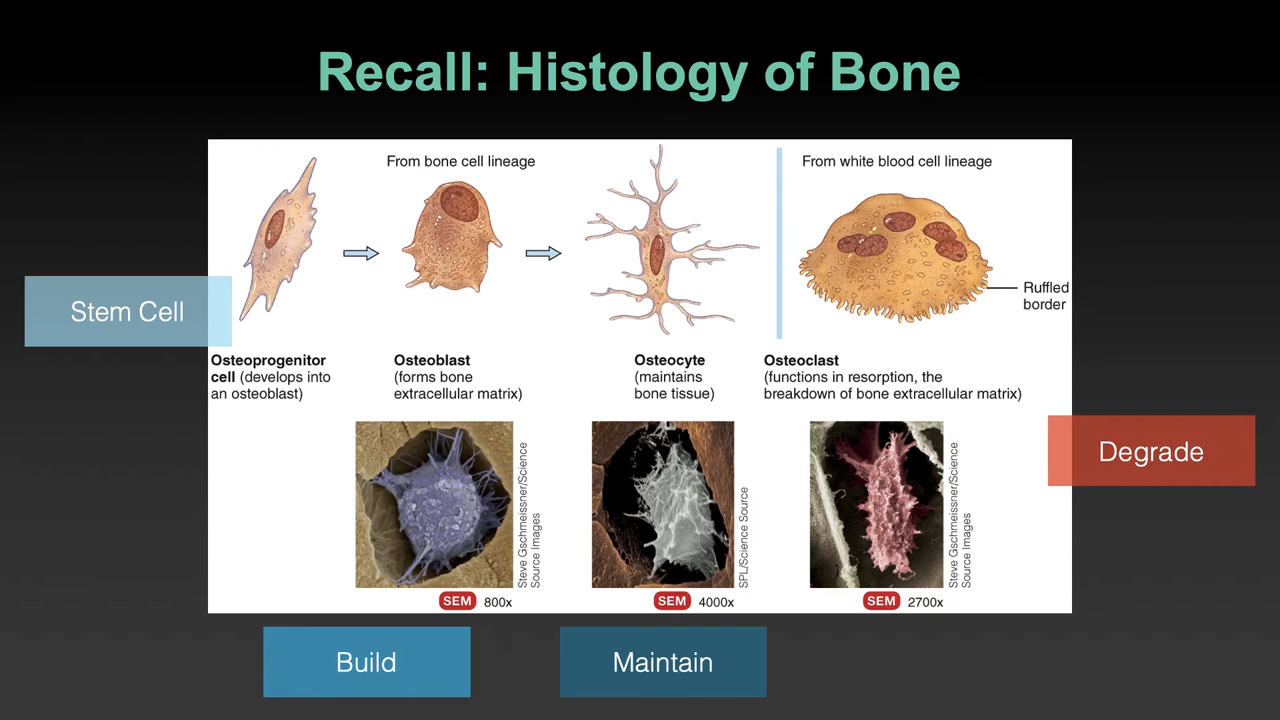 Recall: Histology of Bone
From bone cell lineage
From white blood cell lineage
Ruffled
border
Stem Cell
Osteoprogenitor
cell (develops into
an osteoblast)
Osteoblast
(forms bone
extracellular matrix)
Osteocyte
(maintains
bone tissue)
Osteoclast
(functions in resorption, the
breakdown of bone extracellular matrix)
Degrade
Steve Gschmeissner/Science
Source Images
SPL/Science Source
Steve Gschmeissner/Science
Source Images
SEM 800x
SEM 4000x
SEM 2700x
Build
Maintain